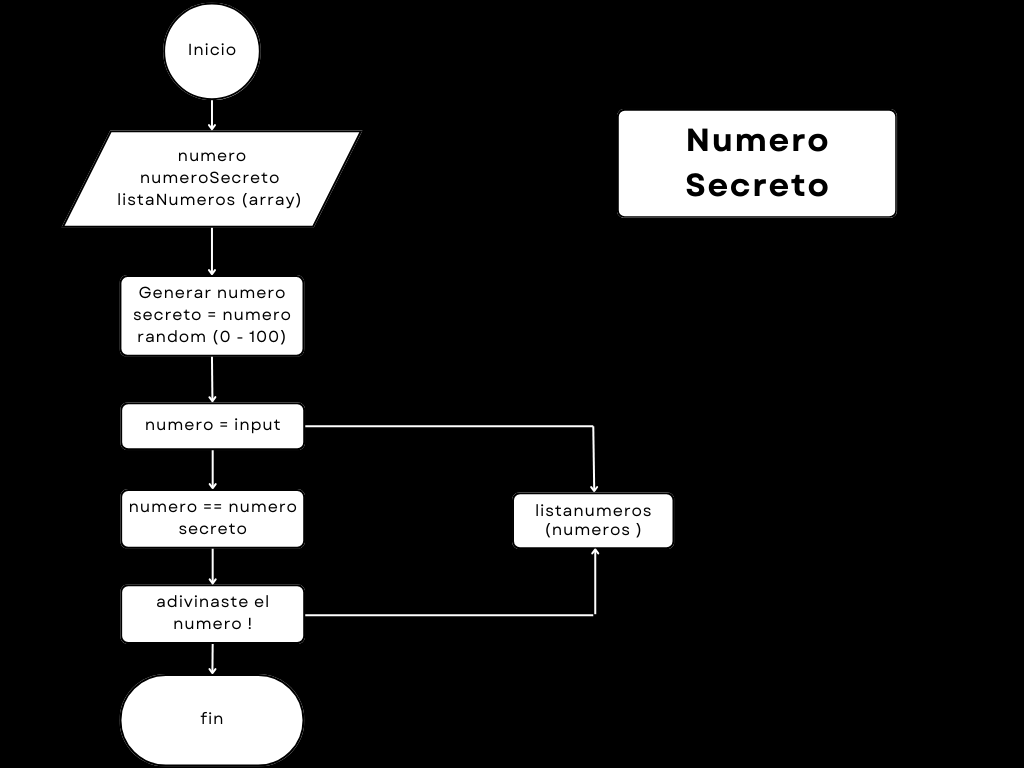 Inicio
numero
numeroSecreto
listaNumeros (array)
Numero
Secreto
Generar numero
secreto = numero
random (0 - 100)
numero = input
numero == numero
secreto
listanumeros
(numeros )
adivinaste el
numero !
fin